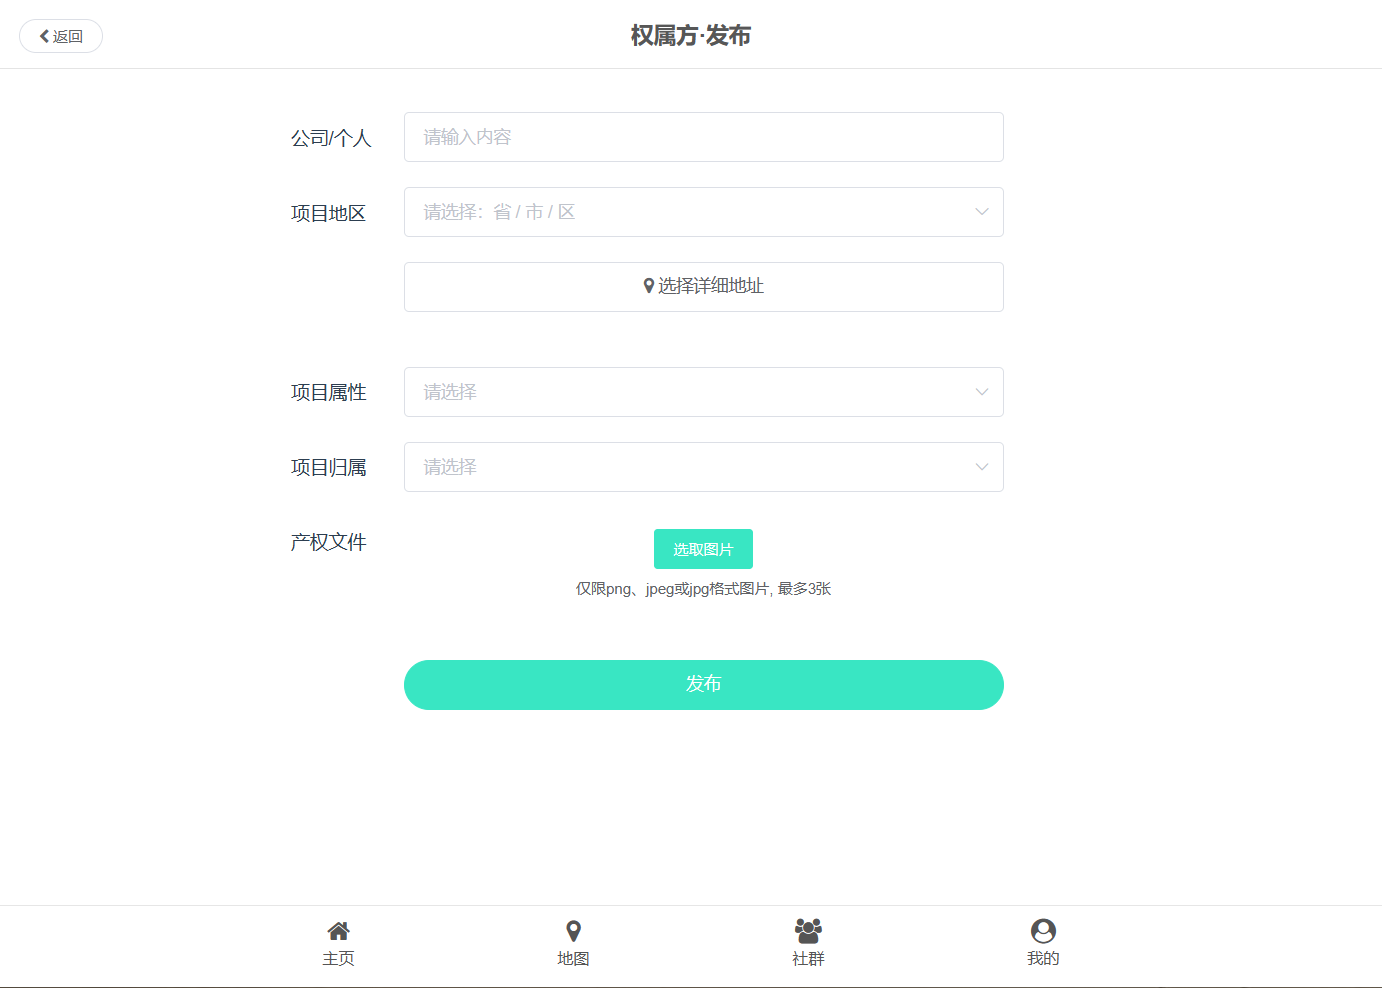 返回
权属方·发布
公司/个人
请输入内容
项目地区
请选择：省 / 市 / 区
选择详细地址
项目属性
请选择
项目归属
请选择
产权文件
选取图片
仅限png、jpeg或jpg格式图片, 最多3张
发布
主页
地图
社群
我的